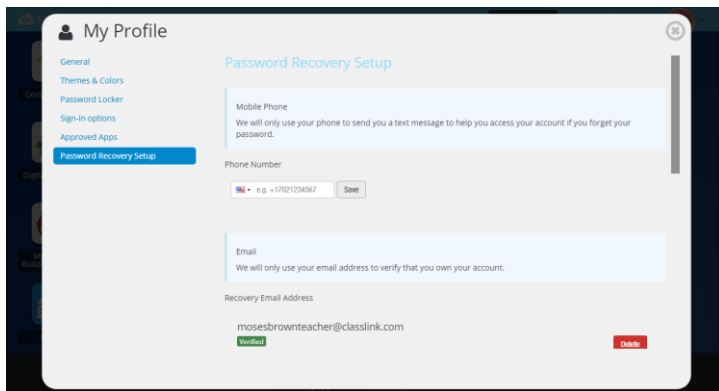 My Profile
General
Themes & Colors
Password Locker
Sign-in options
Approved Apps
Password Recovery Setup
Password Recovery Setup
Mobile Phone
We will only use your phone to send you a text message to help you access your account if you forget your
password.
Phone Number
e.g. +17021234567
Save
Email
We will only use your email address to verify that you own your account.
Recovery Email Address
mosesbrownteacher@classlink.com
Verified
Delete